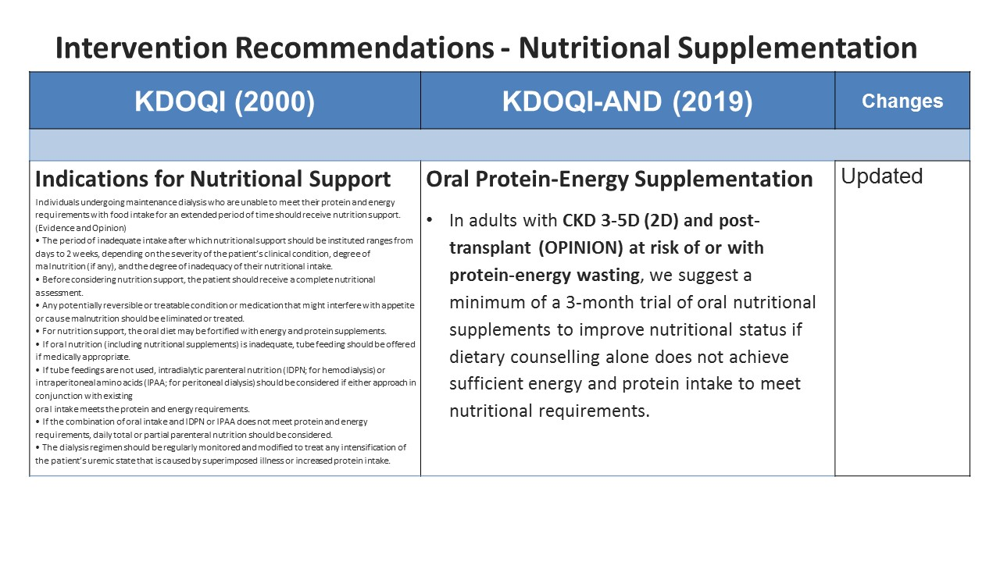 Intervention Recommendations - Nutritional Supplementation
KDOQI (2000)
KDOQI-AND (2019)
Changes
Indications for Nutritional Support
Individuals undergoing maintenance dialysis who are unable to meet their protein and energy
requirements with food intake for an extended period of time should receive nutrition support.
(Evidence and Opinion)
• The period of inadequate intake after which nutritional support should be instituted ranges from
days to 2 weeks, depending on the severity of the patient's clinical condition, degree of
malnutrition (if any), and the degree of inadequacy of their nutritional intake.
• Before considering nutrition support, the patient should receive a complete nutritional
assessment.
• Any potentially reversible or treatable condition or medication that might interfere with appetite
or cause malnutrition should be eliminated or treated.
• For nutrition support, the oral diet may be fortified with energy and protein supplements.
• If oral nutrition (including nutritional supplements) is inadequate, tube feeding should be offered
if medically appropriate.
• If tube feedings are not used, intradialytic parenteral nutrition (IDPN; for hemodialysis) or
intraperitoneal amino acids (IPAA; for peritoneal dialysis) should be considered if either approach in
conjunction with existing
oral intake meets the protein and energy requirements.
• If the combination of oral intake and IDPN or IPAA does not meet protein and energy
requirements, daily total or partial parenteral nutrition should be considered.
• The dialysis regimen should be regularly monitored and modified to treat any intensification of
the patient's uremic state that is caused by superimposed illness or increased protein intake.
Oral Protein-Energy Supplementation
• In adults with CKD 3-5D (2D) and post-
transplant (OPINION) at risk of or with
protein-energy wasting, we suggest a
minimum of a 3-month trial of oral nutritional
supplements to improve nutritional status if
dietary counselling alone does not achieve
sufficient energy and protein intake to meet
nutritional requirements.
Updated